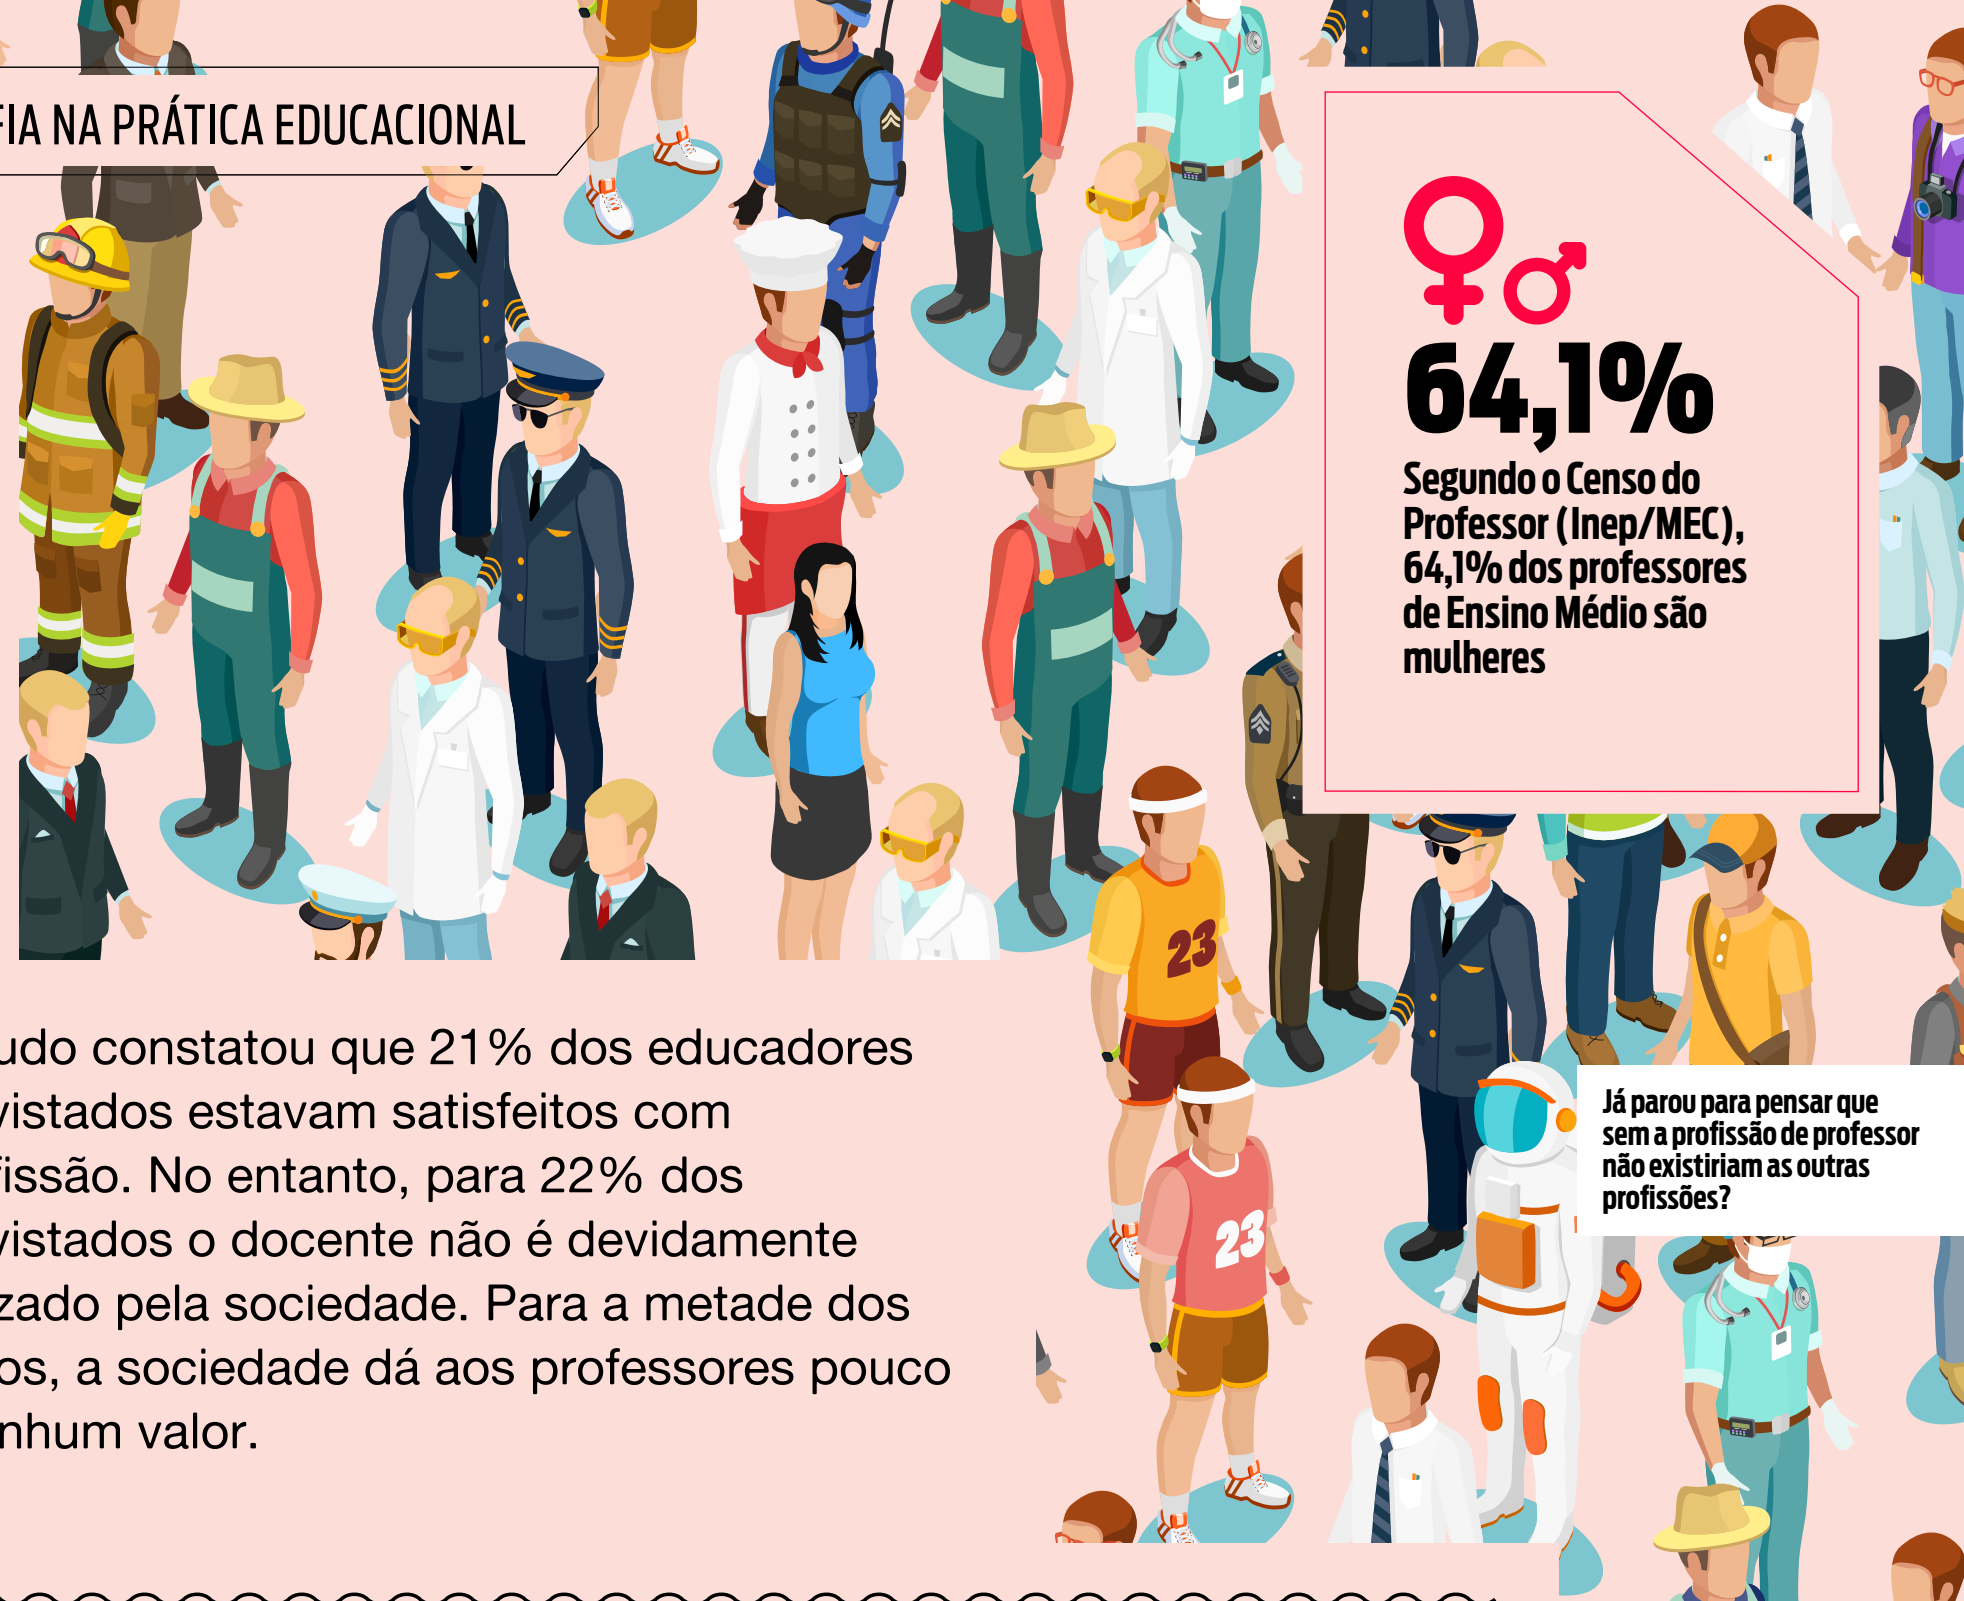 FIA NA PRÁTICA EDUCACIONAL
64,1%
Segundo o Censo do
Professor (Inep/MEC),
64,1% dos professores
de Ensino Médio são
mulheres
23
23
Já parou para pensar que
sem a profissão de professor
não existiriam as outras
profissões?
udo constatou que 21% dos educadores
vistados estavam satisfeitos com
fissão. No entanto, para 22% dos
vistados o docente não é devidamente
zado pela sociedade. Para a metade dos
os, a sociedade dá aos professores pouco
nhum valor.